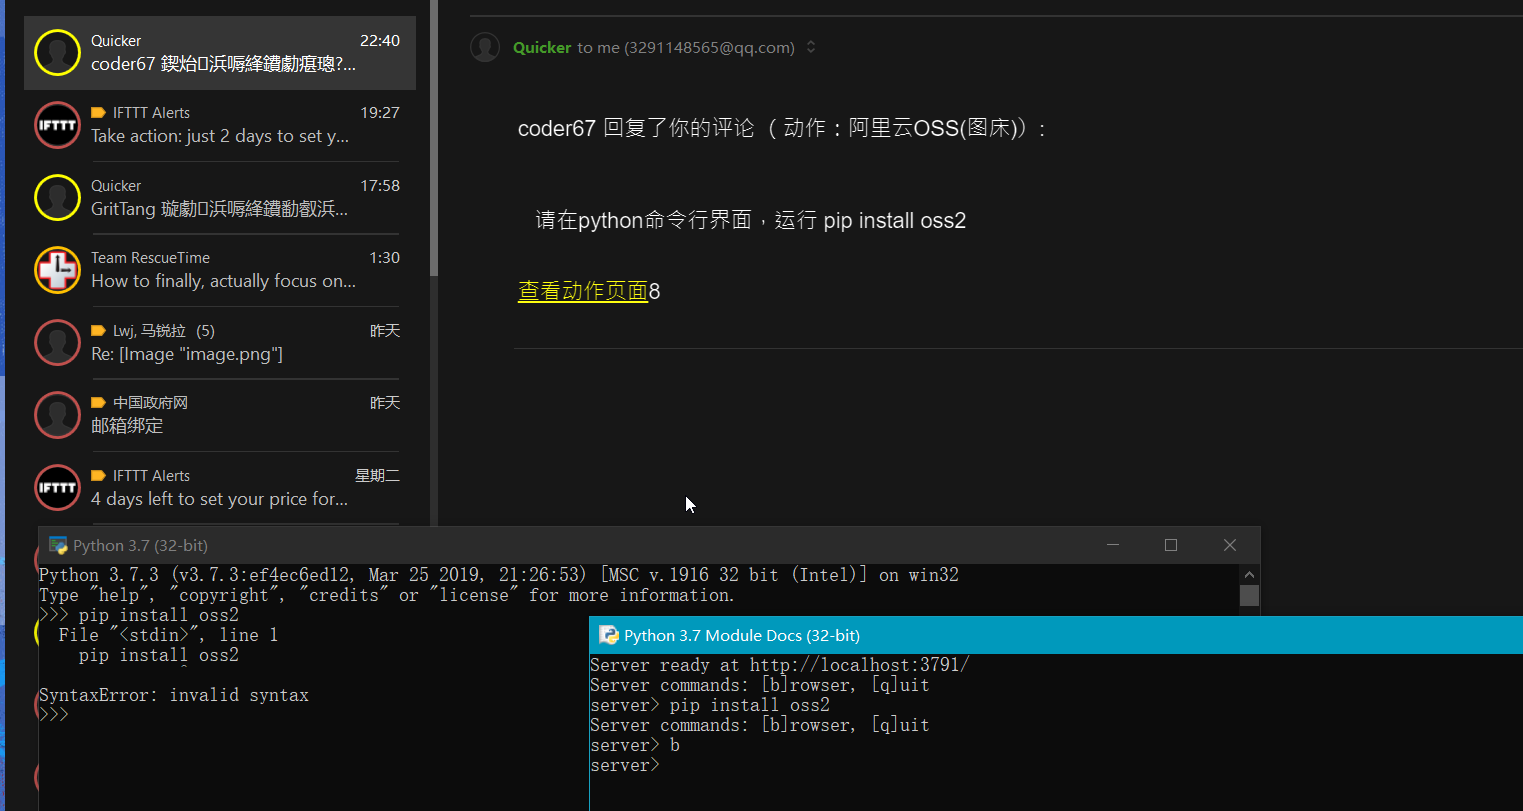 Quicker 22:40
coder67 鍥炲浜嗕綘鐨勮瘎璁?...
IFTTT Alerts 19:27
Take action: just 2 days to set y...
Quicker 17:58
GritTang
Team RescueTime 1:30
How to finally, actually focus on...
Lwj, 马锐拉 (5) 昨天
Re: [Image "image.png"]
中国政府网 昨天
邮箱绑定
IFTTT Alerts 星期二
4 days left to set your price for...
Quicker to me (3291148565@qq.com)
coder67 回复了你的评论（动作：阿里云OSS(图床)）:
请在python命令行界面，运行 pip install oss2
查看动作页面8
Python 3.7 (32-bit)
Python 3.7.3 (v3.7.3:ef4ec6ed12, Mar 25 2019, 21:26:53) [MSC v.1916 32 bit (Intel)] on win32
Type "help", "copyright", "credits" or "license" for more information.
>>> pip install oss2
File "<stdin>", line 1
pip install oss2
^
SyntaxError: invalid syntax
>>>
Python 3.7 Module Docs (32-bit)
Server ready at http://localhost:3791/
Server commands: [b]rowser, [q]uit
server> pip install oss2
Server commands: [b]rowser, [q]uit
server> b
server>